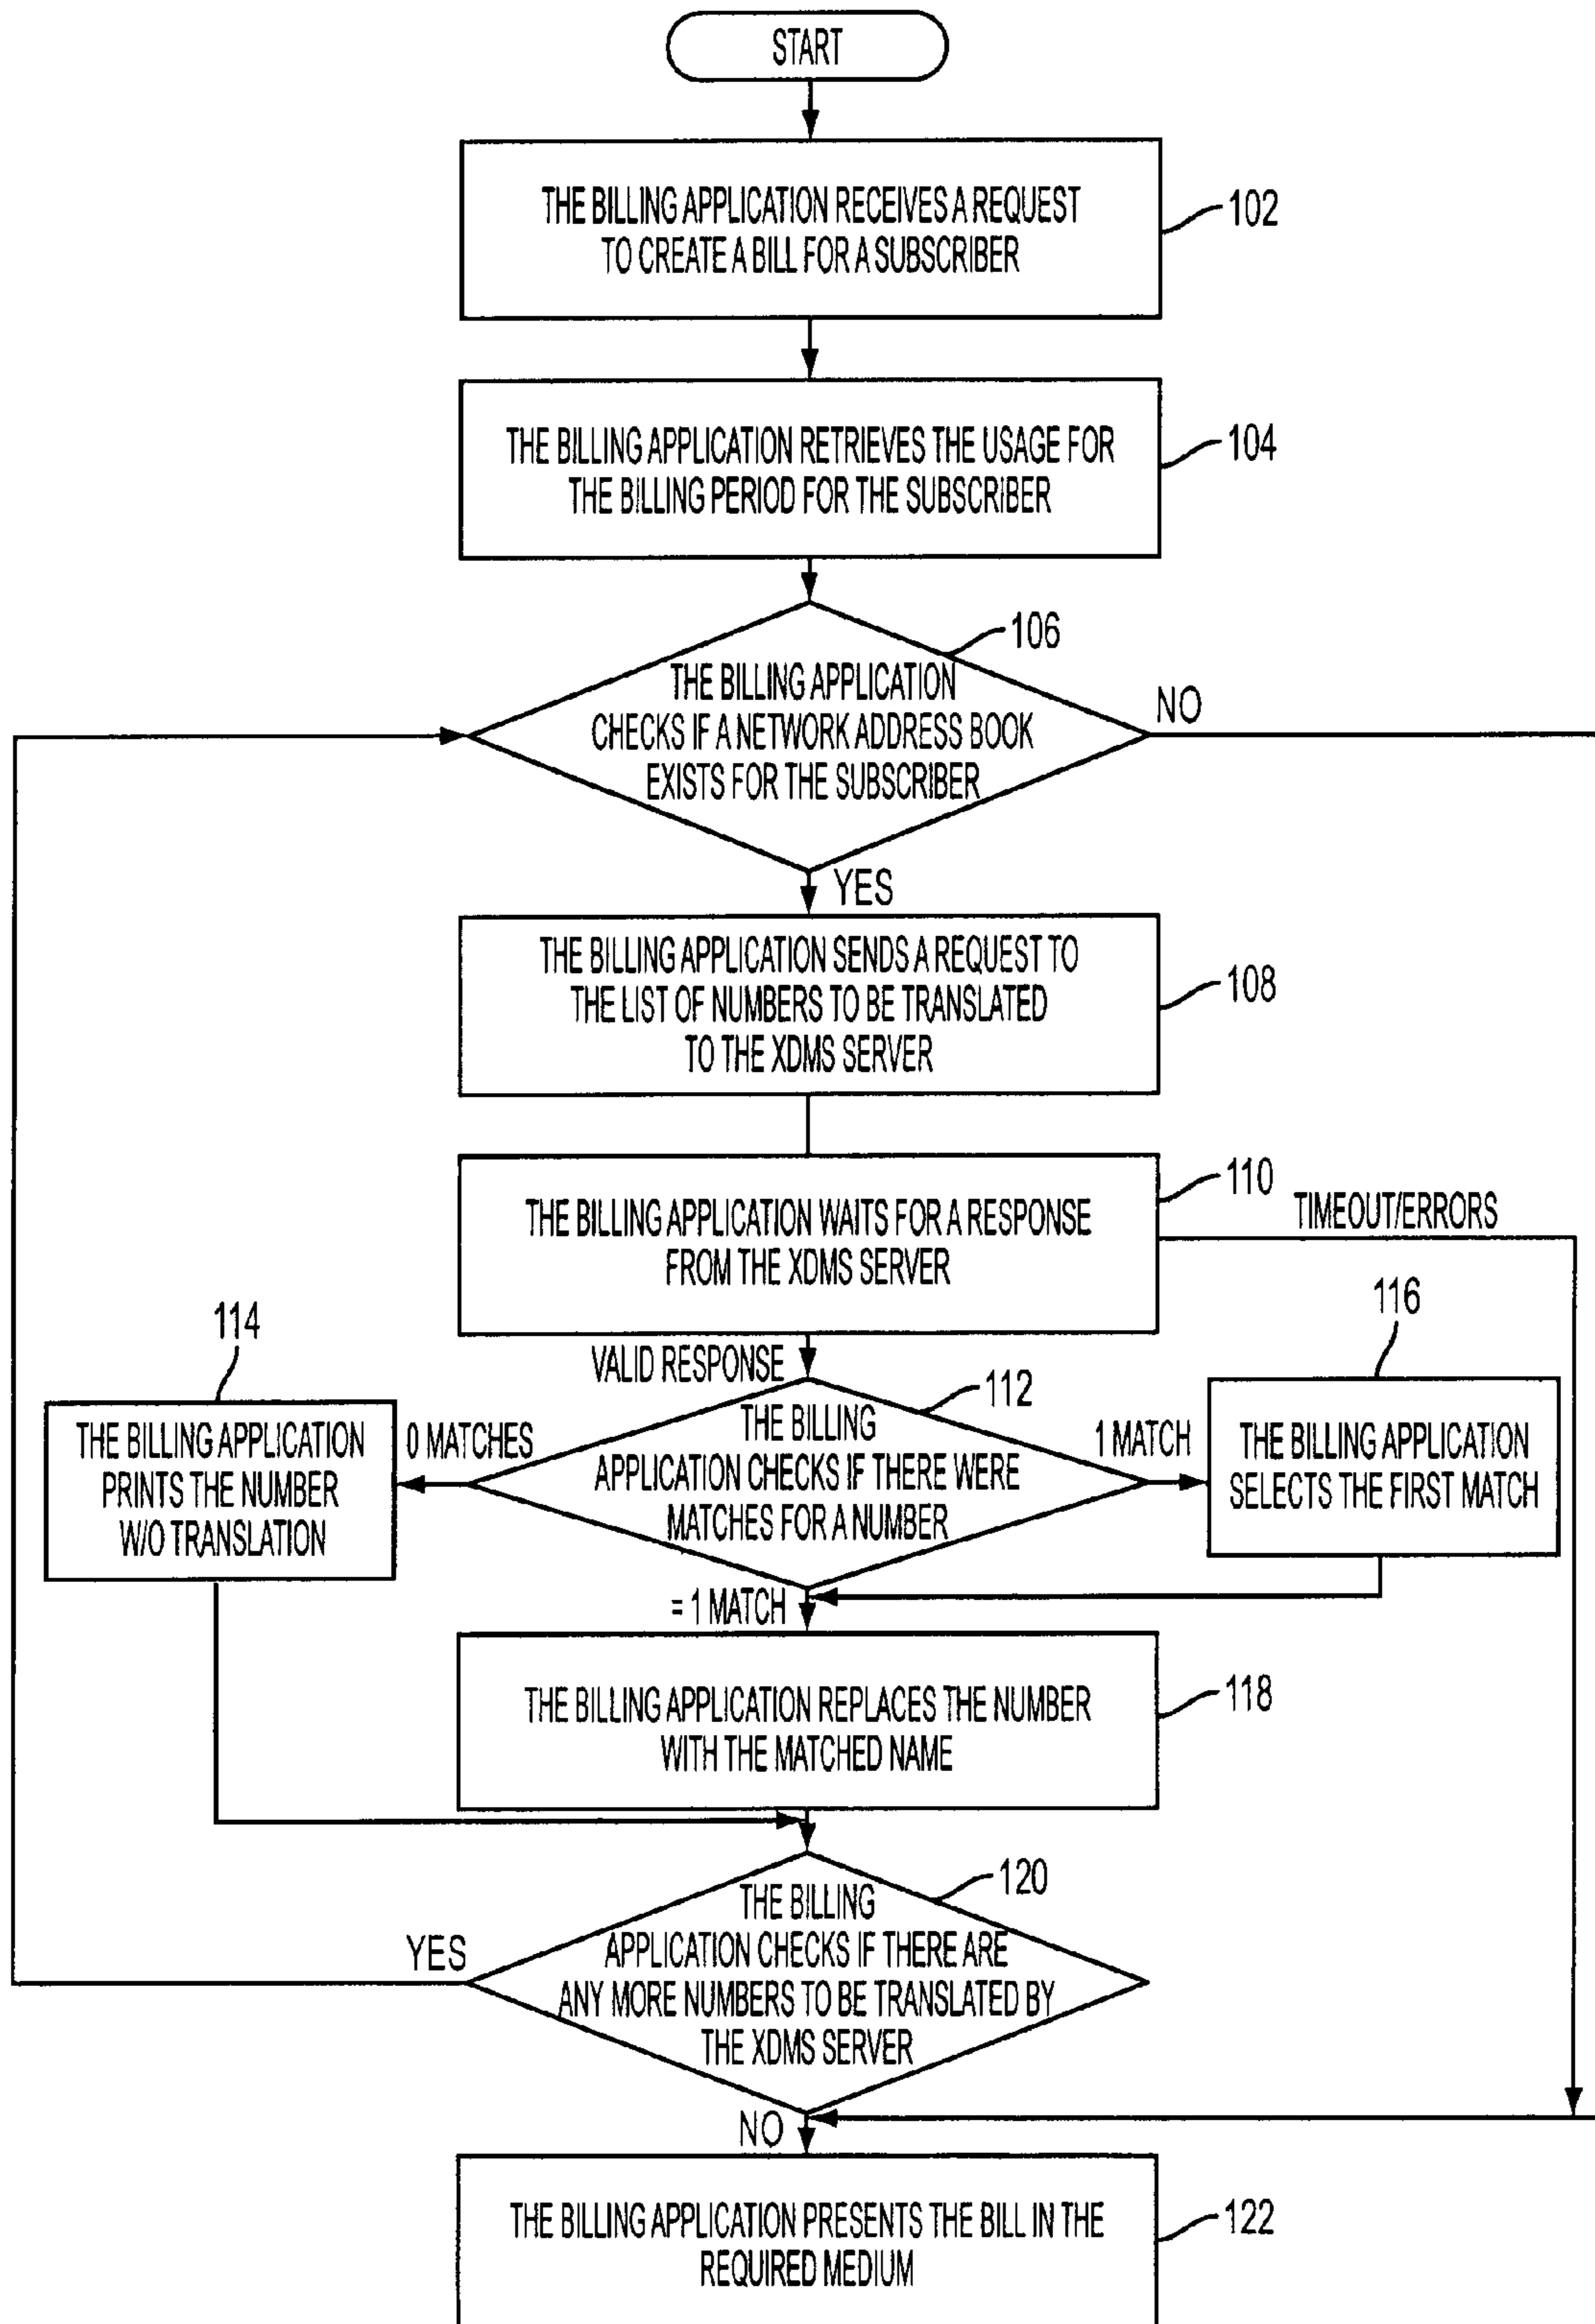 START
THE BILLING APPLICATION RECEIVES A REQUEST
TO CREATE A BILL FOR A SUBSCRIBER
102
THE BILLING APPLICATION RETRIEVES THE USAGE FOR
THE BILLING PERIOD FOR THE SUBSCRIBER
104
106
THE BILLING APPLICATION
CHECKS IF A NETWORK ADDRESS BOOK
EXISTS FOR THE SUBSCRIBER
NO
YES
THE BILLING APPLICATION SENDS A REQUEST TO
THE LIST OF NUMBERS TO BE TRANSLATED
TO THE XDMS SERVER
108
110
THE BILLING APPLICATION WAITS FOR A RESPONSE
FROM THE XDMS SERVER
TIMEOUT/ERRORS
114
116
VALID RESPONSE
112
THE BILLING APPLICATION
PRINTS THE NUMBER
W/O TRANSLATION
0 MATCHES
THE BILLING
APPLICATION CHECKS IF THERE WERE
MATCHES FOR A NUMBER
1 MATCH
THE BILLING APPLICATION
SELECTS THE FIRST MATCH
= 1 MATCH
THE BILLING APPLICATION REPLACES THE NUMBER
WITH THE MATCHED NAME
118
120
THE BILLING
APPLICATION CHECKS IF THERE ARE
ANY MORE NUMBERS TO BE TRANSLATED BY
THE XDMS SERVER
YES
NO
THE BILLING APPLICATION PRESENTS THE BILL IN THE
REQUIRED MEDIUM
122